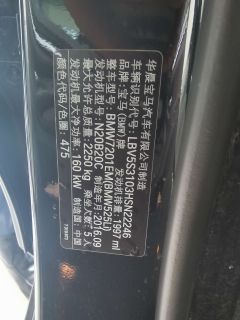 华晨宝马汽车有限公司制造
车辆识别代号:LBV5S3103HSN22246
品牌:宝马(BMW)牌
整车型号:BMW7201EM(BMW525Li)
发动机排量:1997 ml
发动机型号:N20B20C 制造年月:2016.09
最大允许总质量:2250 kg 乘坐人数:5人
发动机最大净功率:160 kW 制造国:中国
颜色代码/色圈:475